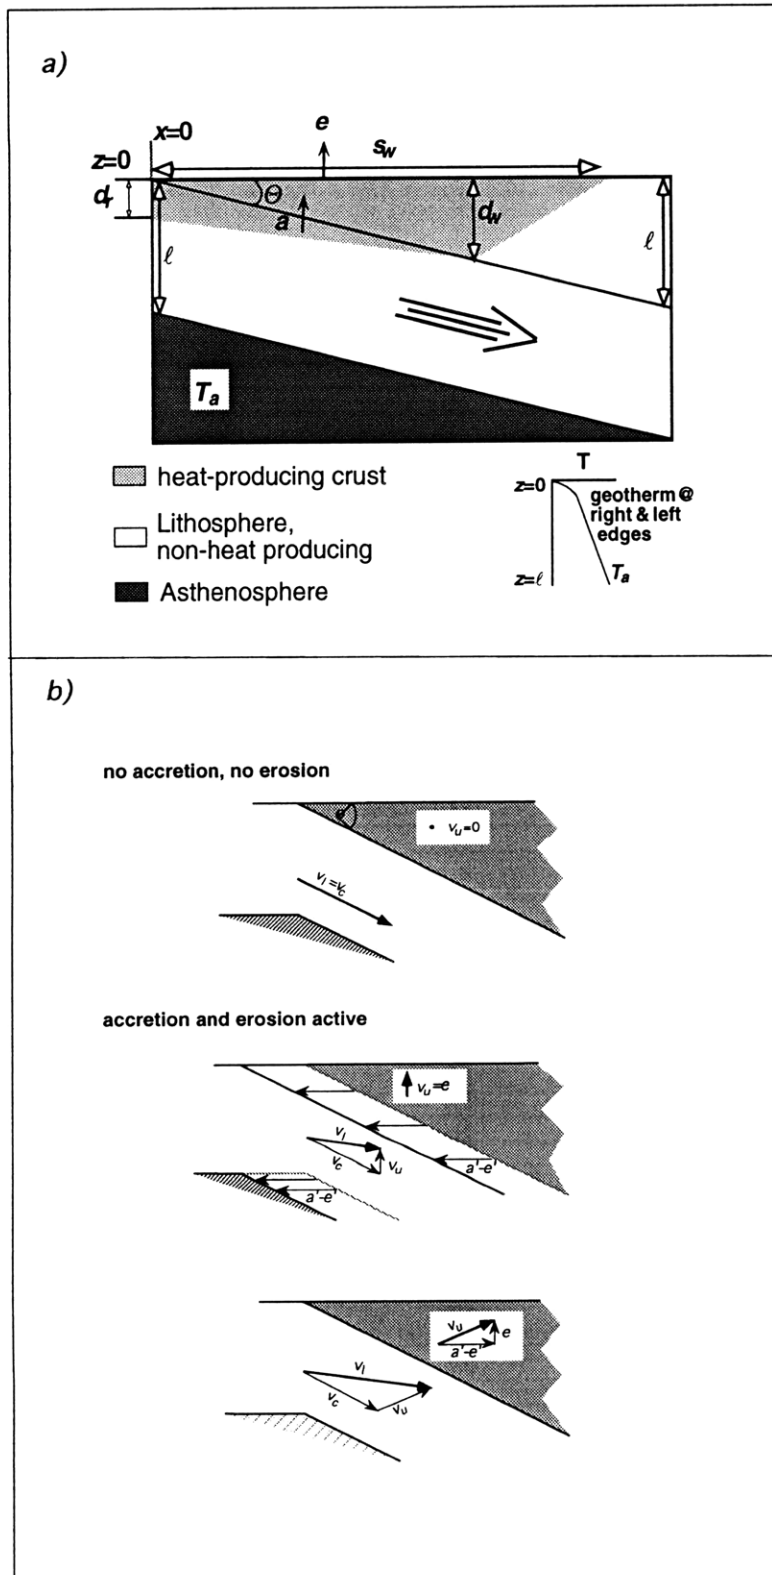 a)
x=0
e
z=0
s_w
d_r
Θ
a
d_w
ℓ
ℓ
T_a
T
heat-producing crust
z=0
geotherm @
right & left
edges
Lithosphere,
non-heat producing
z=ℓ
T_a
Asthenosphere
b)
no accretion, no erosion
v_u=0
v_l=v_c
accretion and erosion active
v_u=e
v_l
v_c
v_u
a'-e'
a'-e'
v_u
e
a'-e'
v_l
v_c
v_u